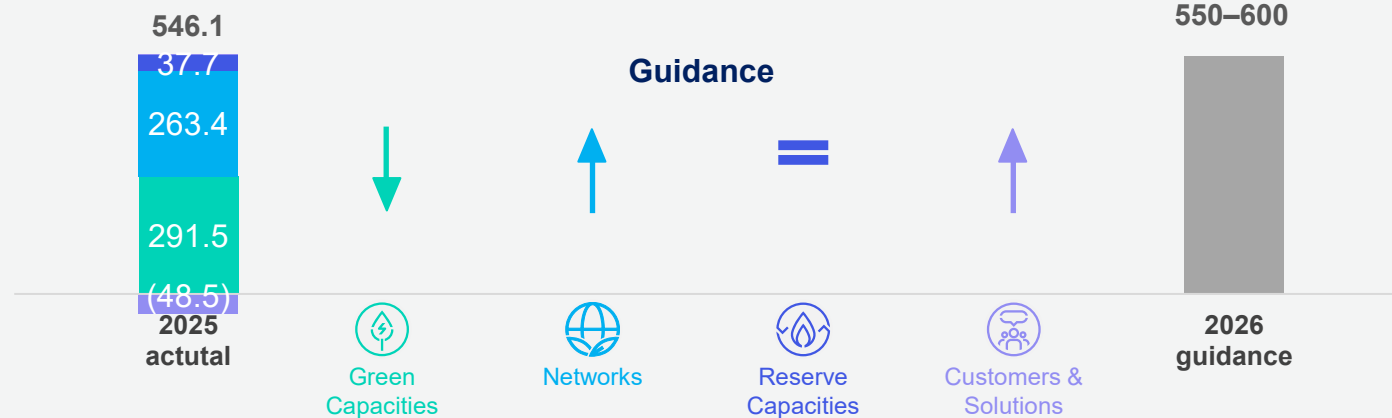 546.1
550–600
37.7
Guidance
263.4
291.5
(48.5)
2025
actutal
2026
guidance
Green
Capacities
Networks
Reserve
Capacities
Customers &
Solutions